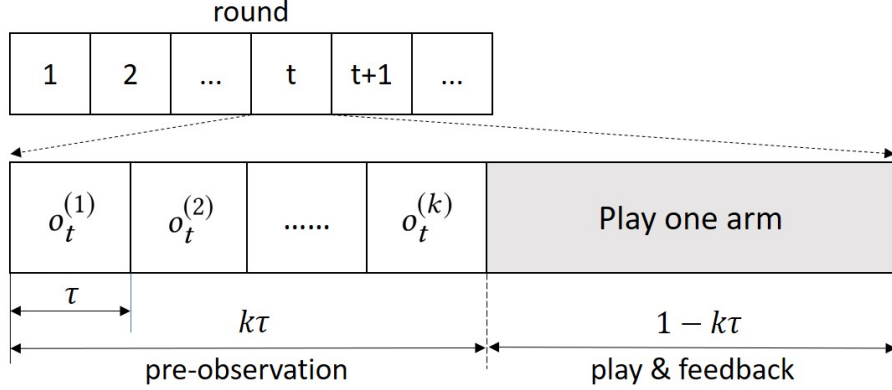 round
1 2 ... t t+1 ...
o_t^{(1)} o_t^{(2)} ...... o_t^{(k)} Play one arm
τ
kτ 1 − kτ
pre-observation play & feedback